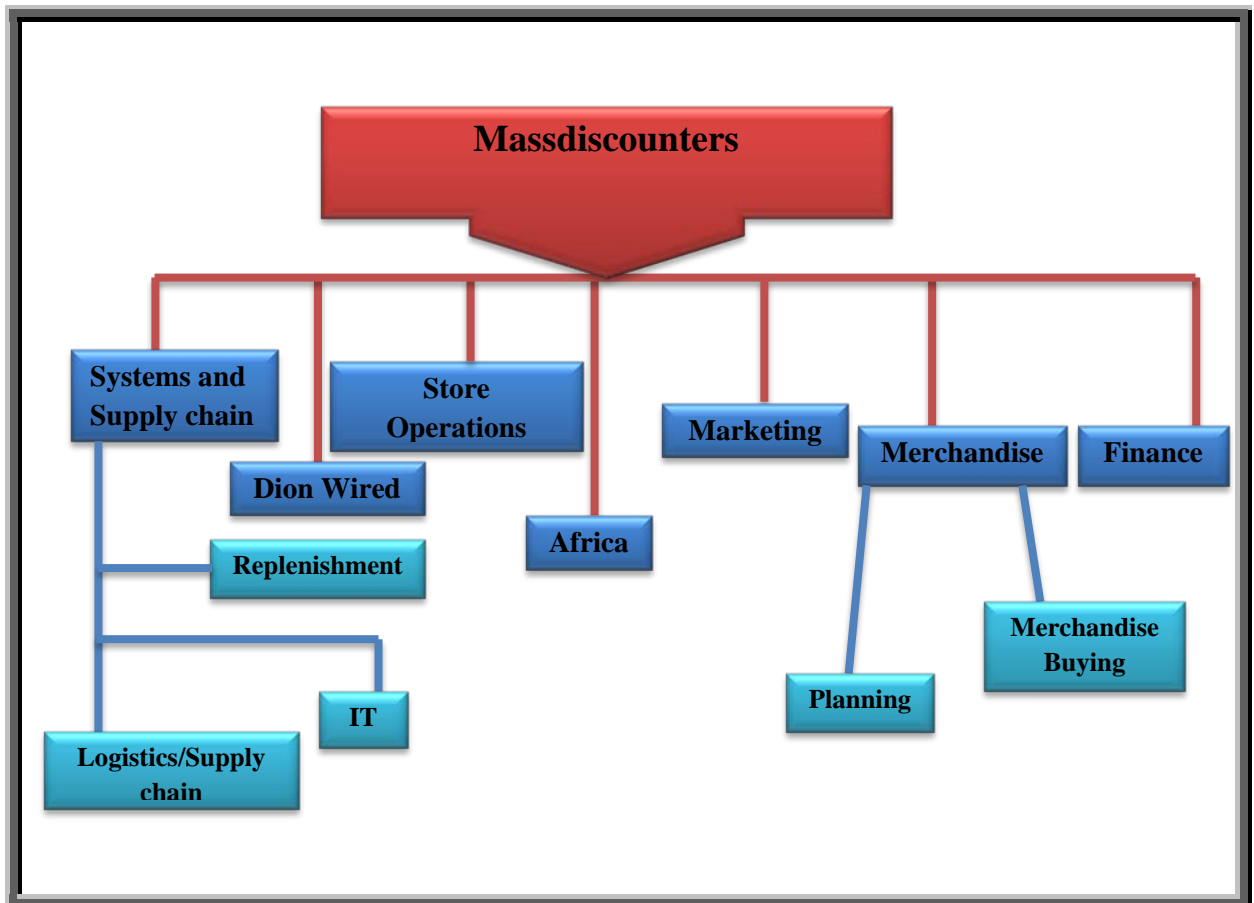 Massdiscounters
Systems and
Supply chain
Store
Operations
Marketing
Merchandise
Finance
Dion Wired
Africa
Replenishment
Merchandise
Buying
Planning
IT
Logistics/Supply
chain